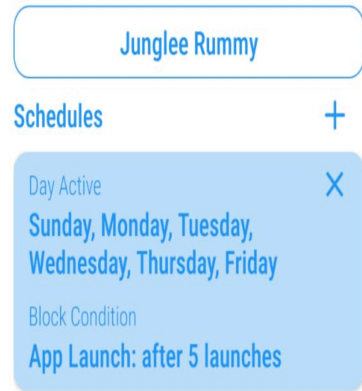 Junglee Rummy
Schedules
Day Active
Sunday, Monday, Tuesday,
Wednesday, Thursday, Friday
Block Condition
App Launch: after 5 launches